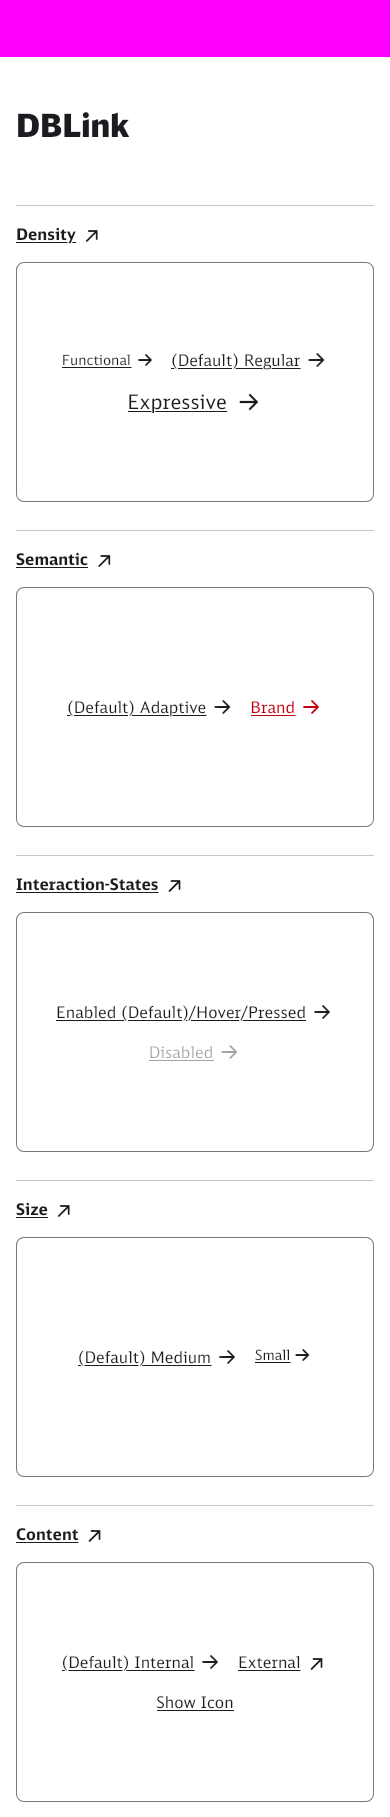 DBLink
Density
Functional (Default) Regular
Expressive
Semantic
(Default) Adaptive Brand
Interaction-States
Enabled (Default)/Hover/Pressed
Disabled
Size
(Default) Medium Small
Content
(Default) Internal External
Show Icon